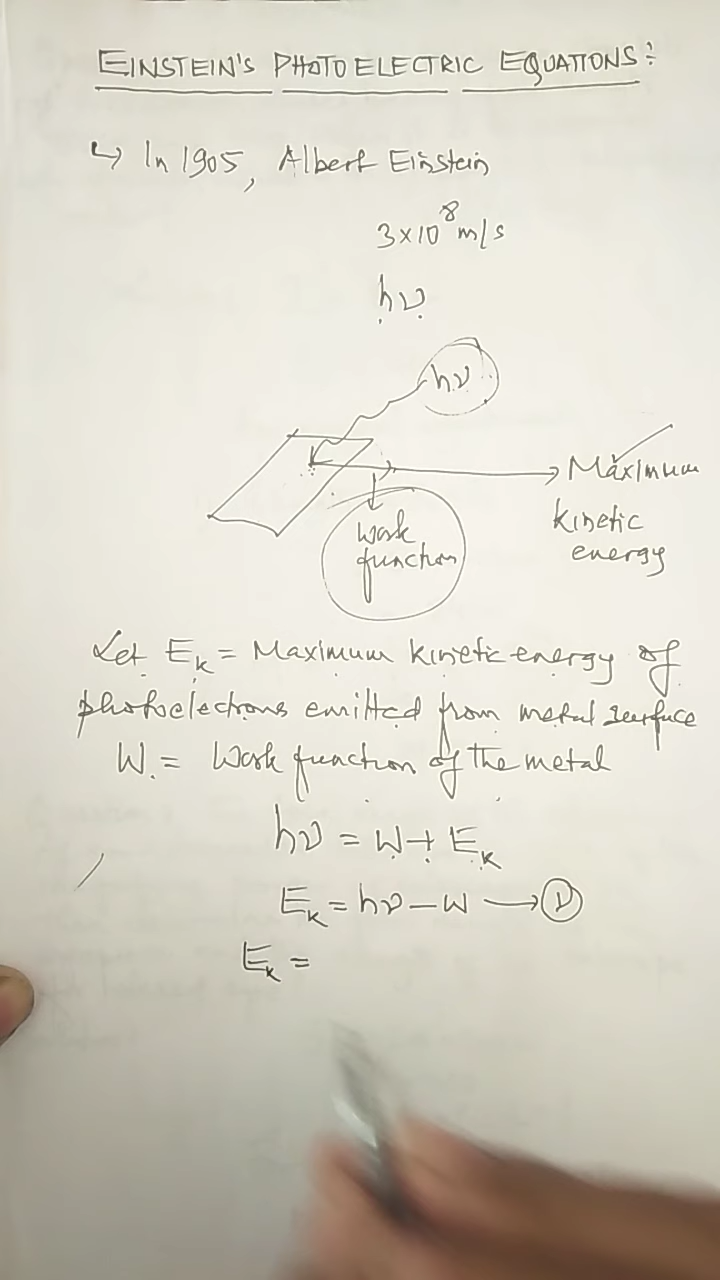 EINSTEIN'S PHOTOELECTRIC EQUATIONS:
↳ In 1905, Albert Einstein
3×10⁸ m/s
hν
hν
Maximum
kinetic
energy
Work
function
Let Eₖ = Maximum kinetic energy of
photoelectrons emitted from metal surface
W = Work function of the metal
hν = W + Eₖ
Eₖ = hν — W →
Eₖ =